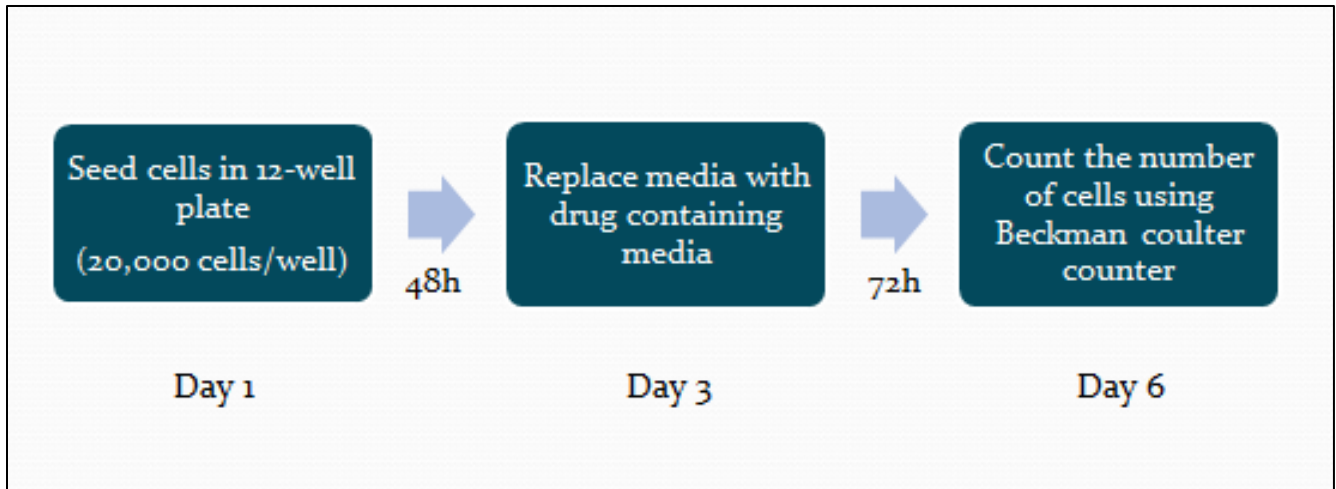 Seed cells in 12-well
plate
(20,000 cells/well)
48h
Replace media with
drug containing
media
72h
Count the number
of cells using
Beckman coulter
counter
Day 1
Day 3
Day 6